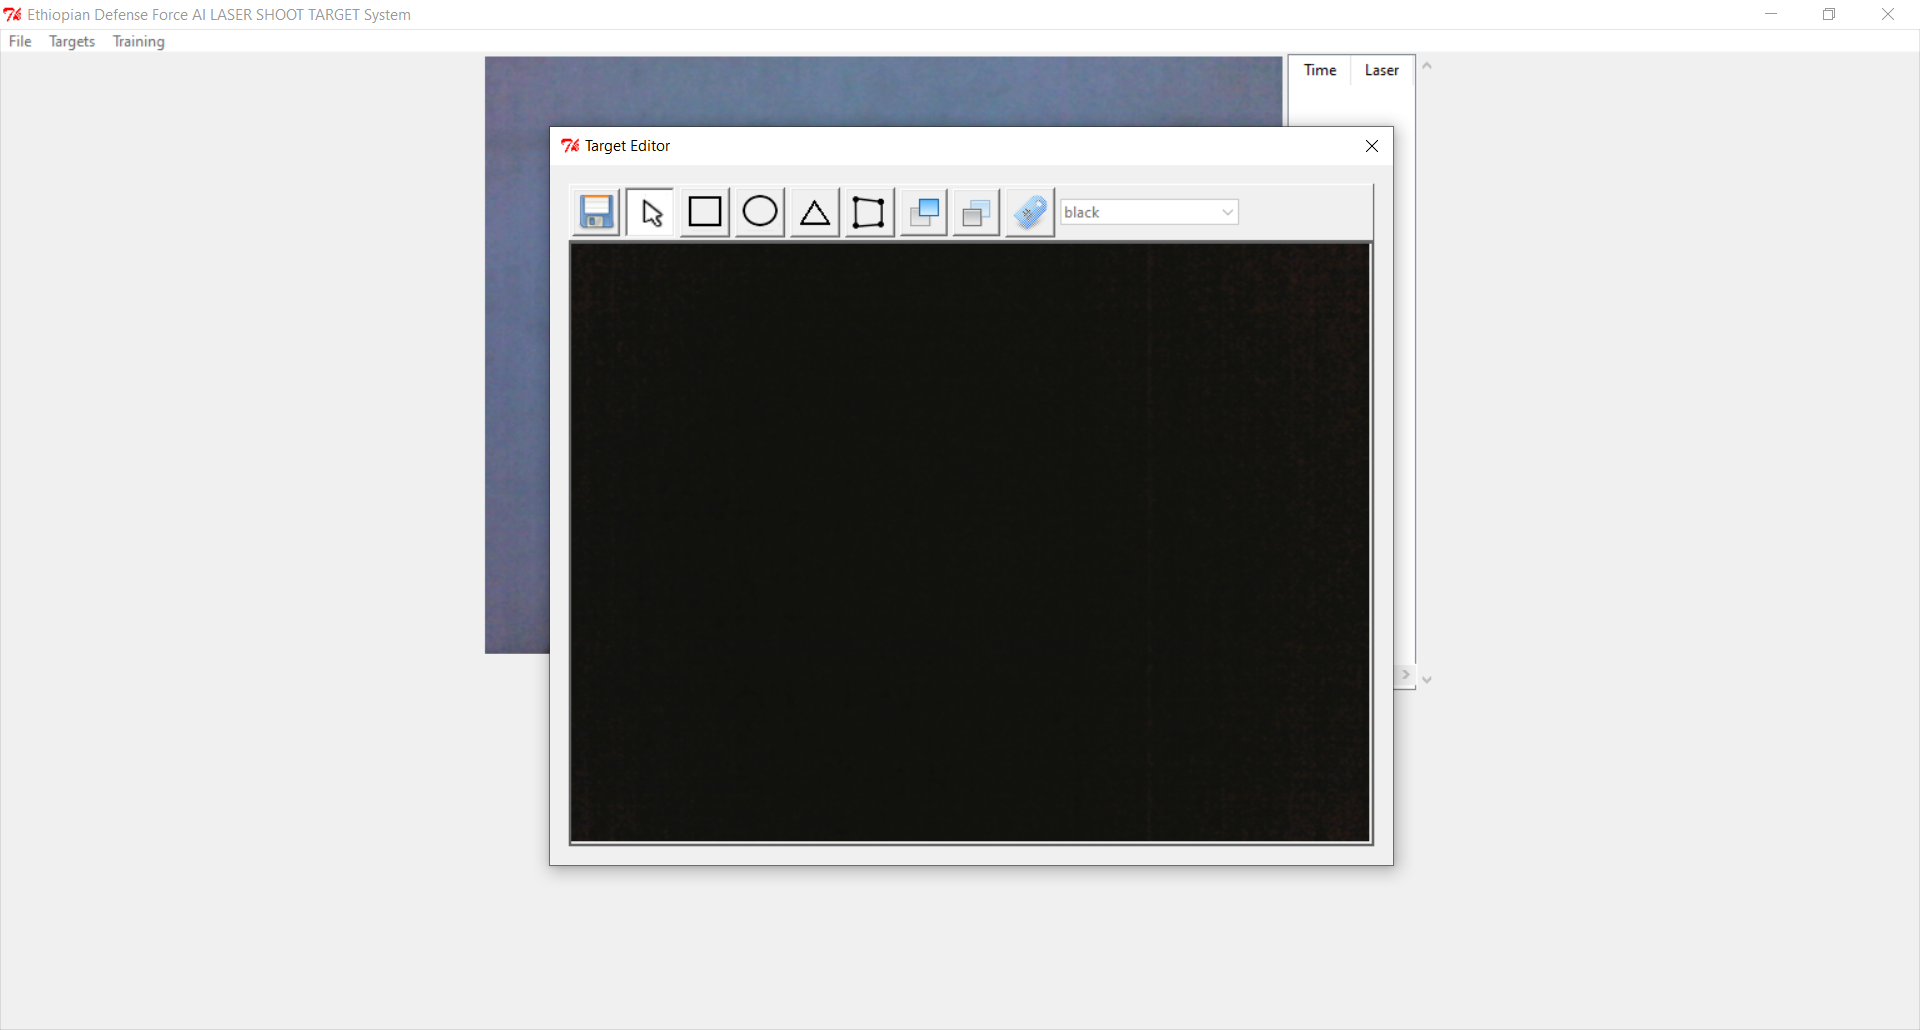 Ethiopian Defense Force AI LASER SHOOT TARGET System
File Targets Training
Time Laser
Target Editor
black